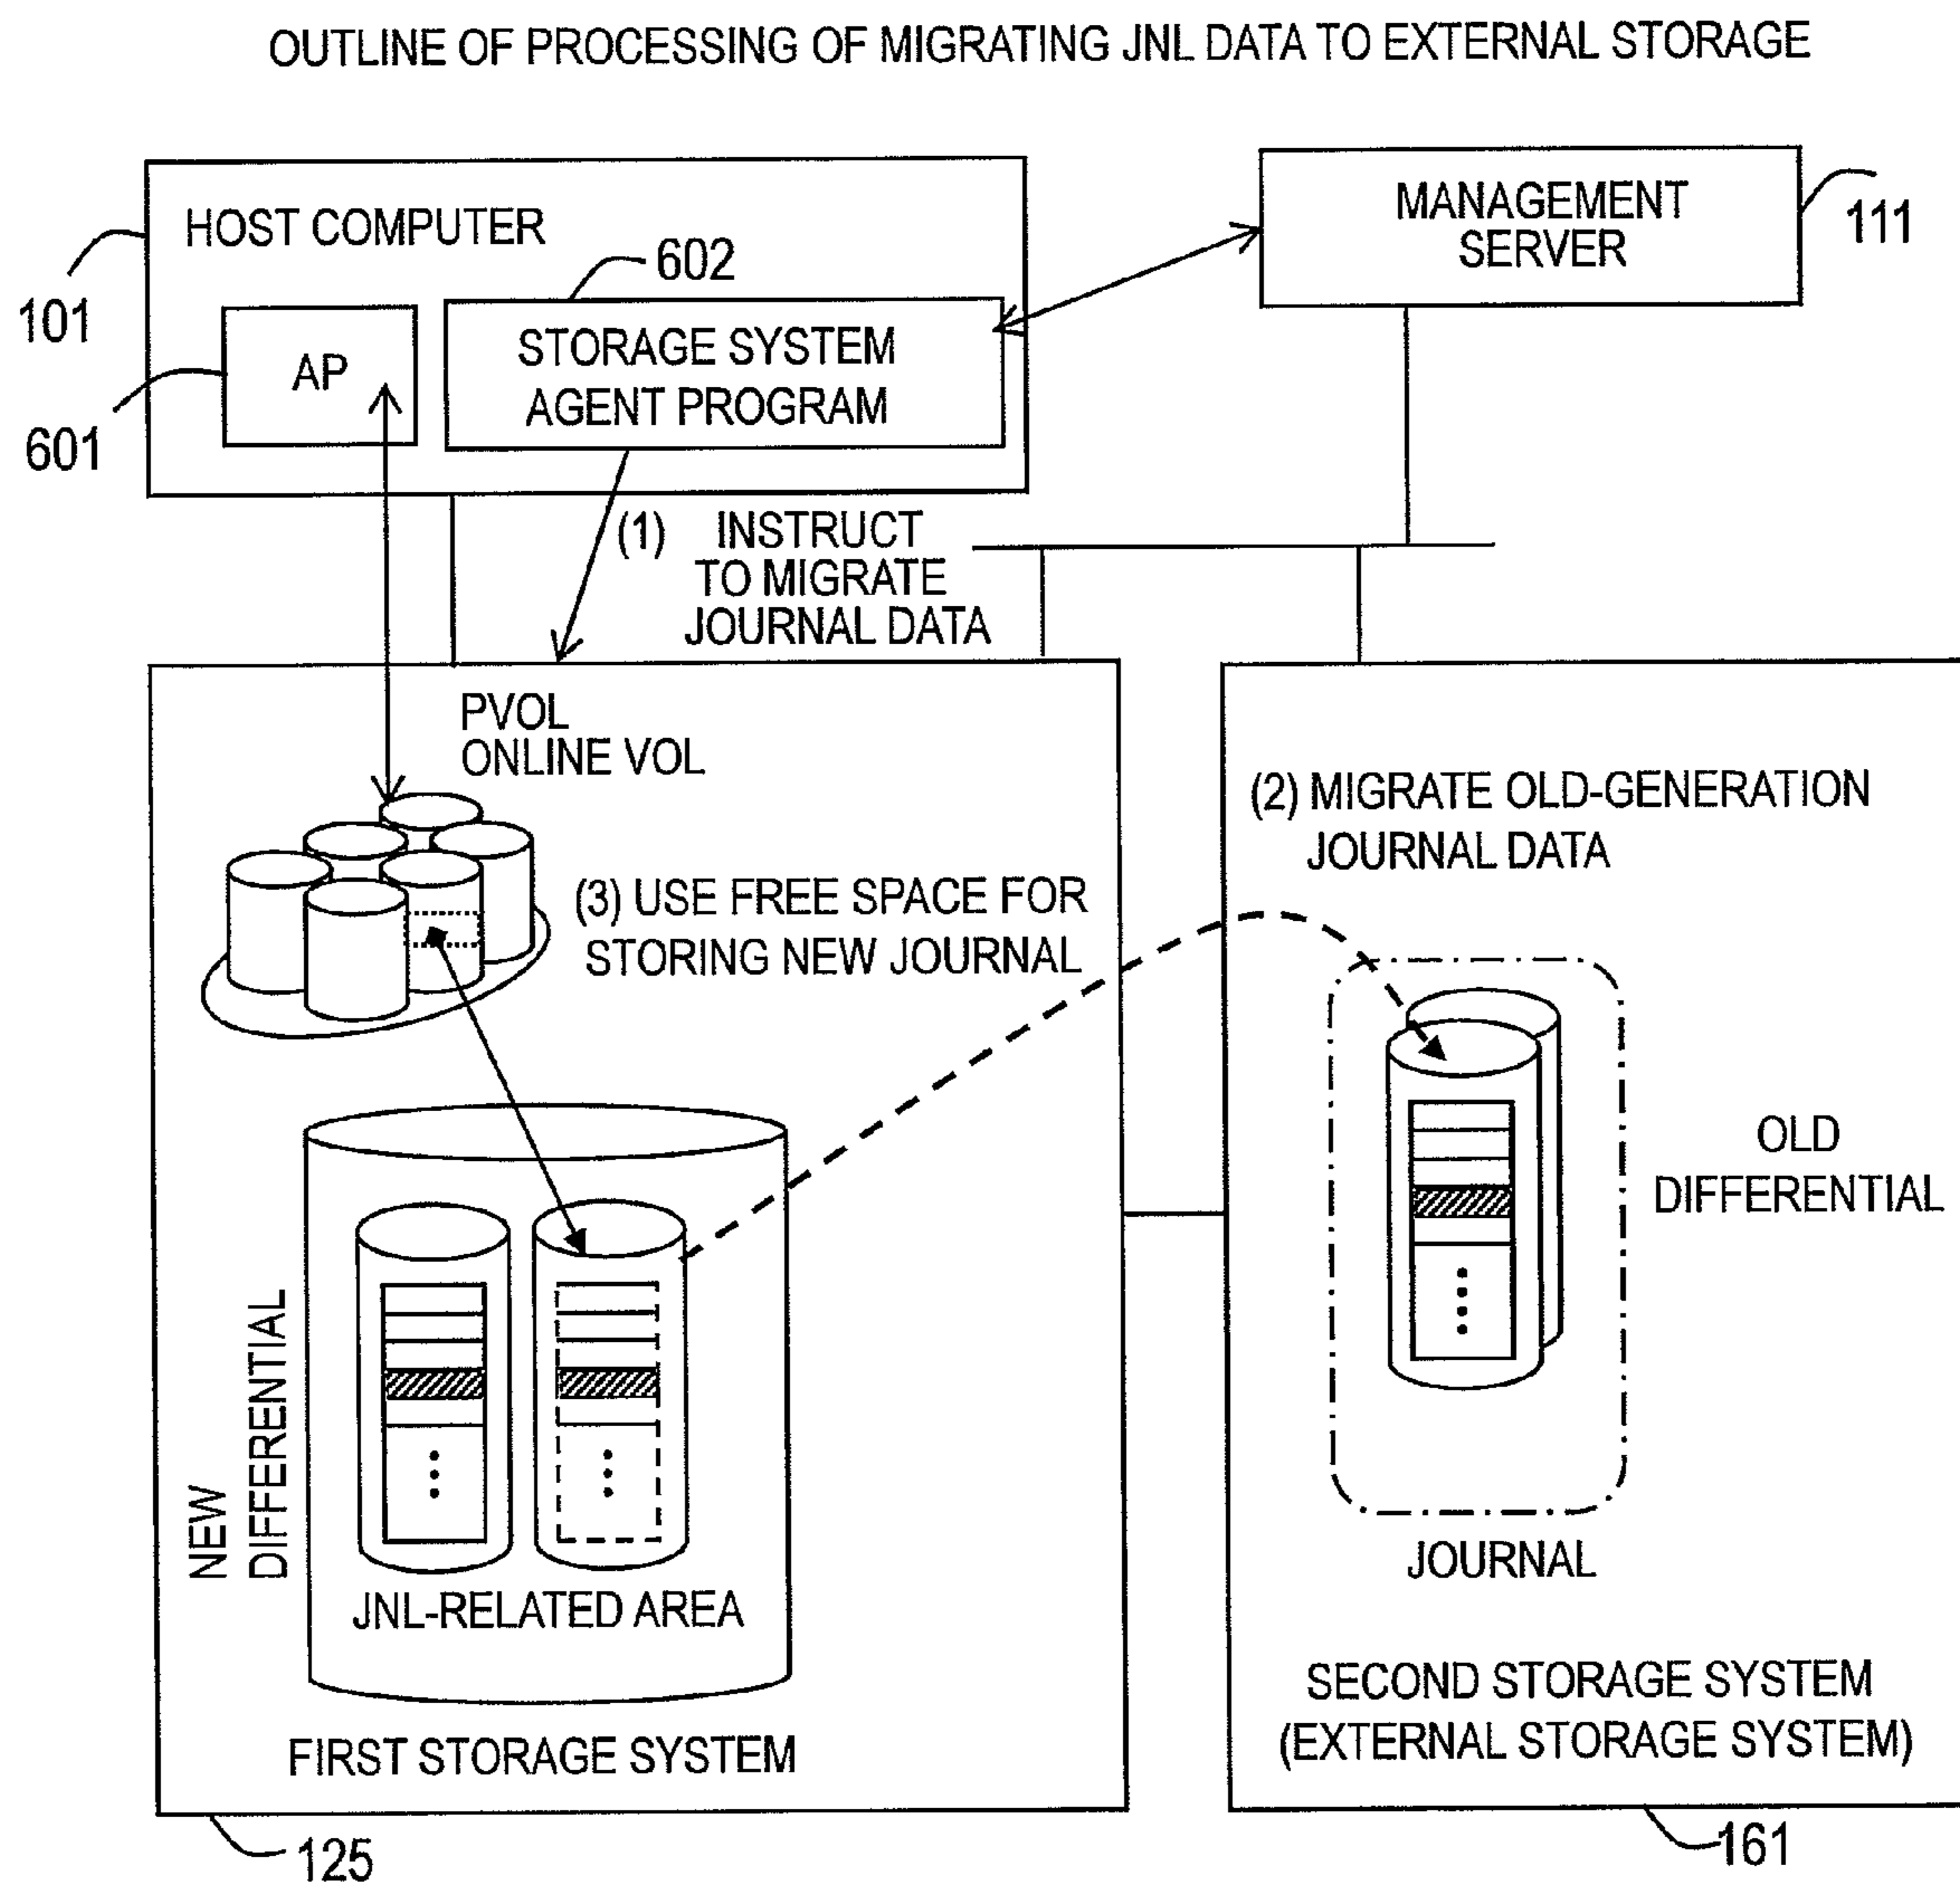 OUTLINE OF PROCESSING OF MIGRATING JNL DATA TO EXTERNAL STORAGE
HOST COMPUTER
101
AP
601
602
STORAGE SYSTEM
AGENT PROGRAM
MANAGEMENT
SERVER
111
(1) INSTRUCT
TO MIGRATE
JOURNAL DATA
PVOL
ONLINE VOL
(3) USE FREE SPACE FOR
STORING NEW JOURNAL
(2) MIGRATE OLD-GENERATION
JOURNAL DATA
NEW
DIFFERENTIAL
JNL-RELATED AREA
FIRST STORAGE SYSTEM
125
OLD
DIFFERENTIAL
JOURNAL
SECOND STORAGE SYSTEM
(EXTERNAL STORAGE SYSTEM)
161